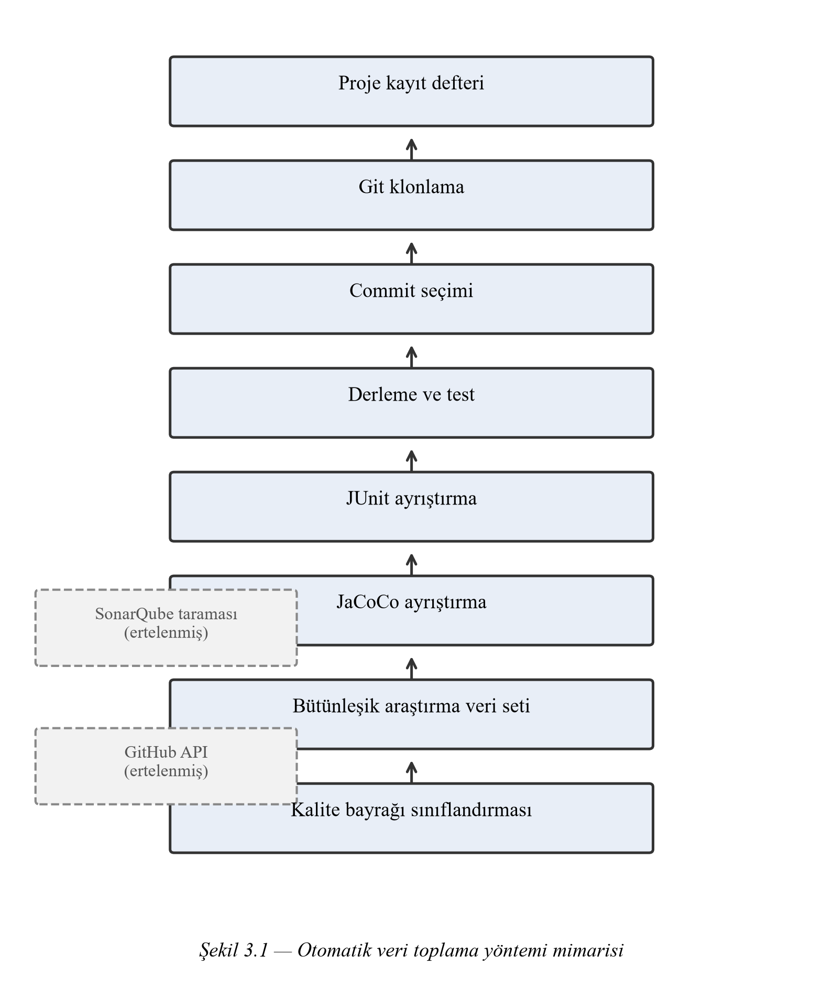 Proje kayıt defteri
Git klonlama
Commit seçimi
Derleme ve test
JUnit ayrıştırma
JaCoCo ayrıştırma
SonarQube taraması
(ertelenmiş)
Bütünleşik araştırma veri seti
GitHub API
(ertelenmiş)
Kalite bayrağı sınıflandırması
Şekil 3.1 — Otomatik veri toplama yöntemi mimarisi